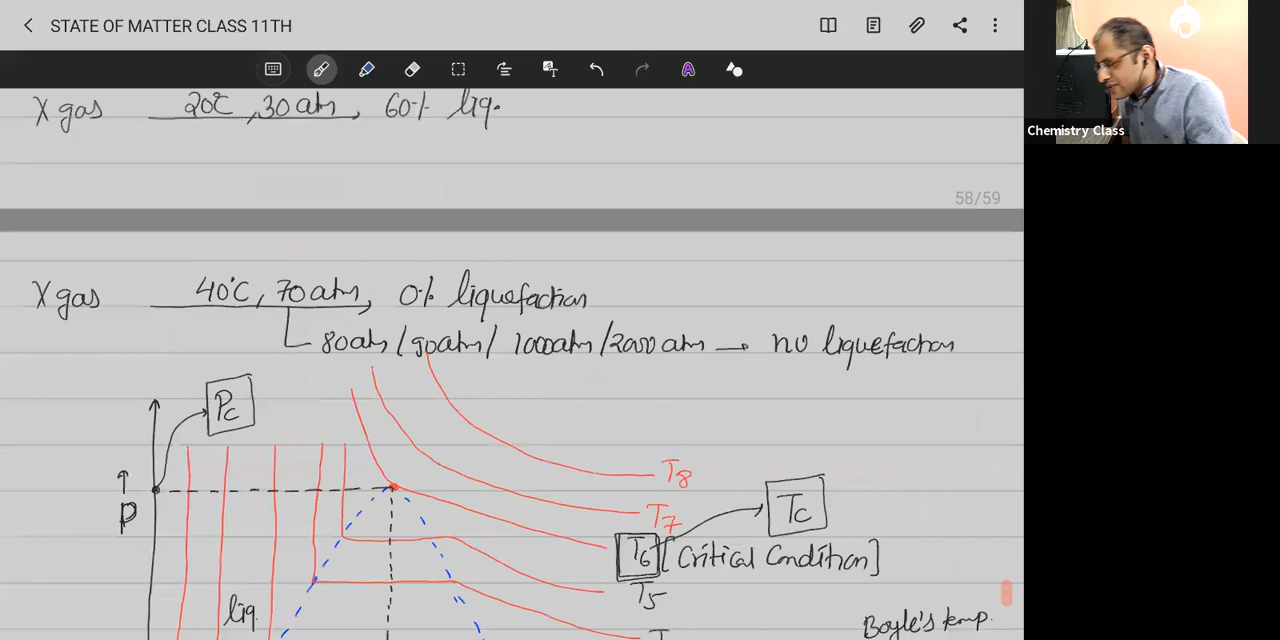 STATE OF MATTER CLASS 11TH
X gas 20°C, 30 atm, 60% liq.
58/59
X gas 40°C, 70 atm, 0% liquefaction
80 atm / 90 atm / 1000 atm / 2000 atm → no liquefaction
Pc
↑
P
T8
T7
Tc
T6 [Critical Condition]
T5
liq.
Boyle's temp.
T
Chemistry Class